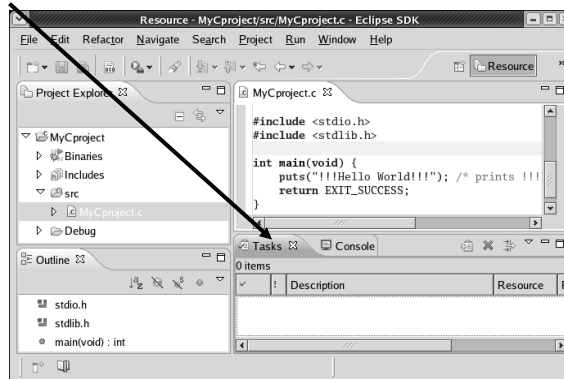 Resource - MyCproject/src/MyCproject.c - Eclipse SDK
File Edit Refactor Navigate Search Project Run Window Help
Resource
Project Explorer
MyCproject
Binaries
Includes
src
MyCproject.c
Debug
MyCproject.c
#include <stdio.h>
#include <stdlib.h>
int main(void) {
puts("!!!Hello World!!!"); /* prints !!!
return EXIT_SUCCESS;
}
Outline
stdio.h
stdlib.h
main(void) : int
Tasks Console
0 items
! Description Resource